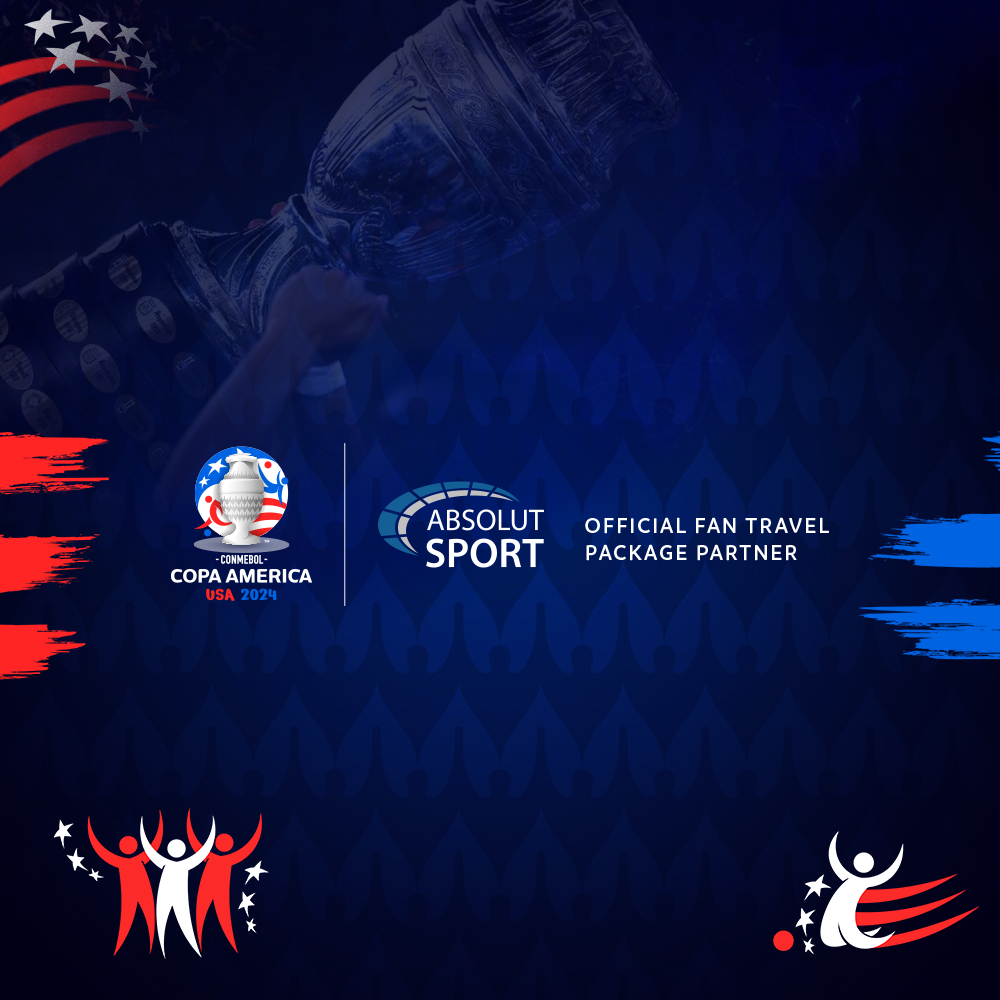 - CONMEBOL -
COPA AMERICA
USA 2024
ABSOLUT
SPORT
OFFICIAL FAN TRAVEL
PACKAGE PARTNER